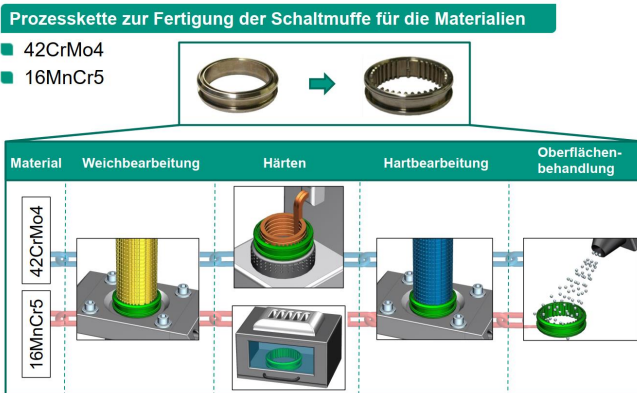 Prozesskette zur Fertigung der Schaltmuffe für die Materialien
42CrMo4
16MnCr5
Material
Weichbearbeitung
Härten
Hartbearbeitung
Oberflächen-
behandlung
42CrMo4
16MnCr5